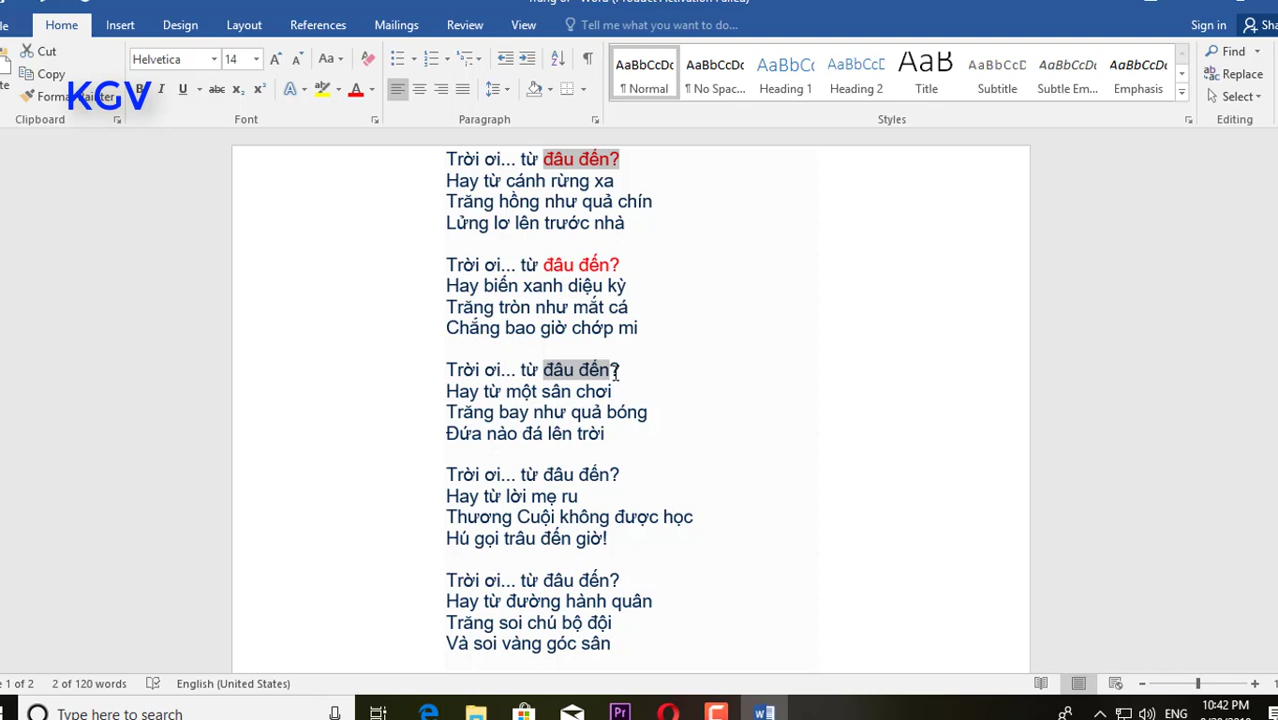 Home Insert Design Layout References Mailings Review View Tell me what you want to do... Sign in Sha
Cut
Copy
Format Painter
KGV
Helvetica 14
Clipboard Font Paragraph Styles Editing
AaBbCcDc AaBbCcDc AaBbCc AaBbCcD AaB AaBbCcD AaBbCcDc AaBbCcDc
¶ Normal ¶ No Spac... Heading 1 Heading 2 Title Subtitle Subtle Em... Emphasis
Find
Replace
Select
Trời ơi... từ đâu đến?
Hay từ cánh rừng xa
Trăng hồng như quả chín
Lửng lơ lên trước nhà
Trời ơi... từ đâu đến?
Hay biển xanh diệu kỳ
Trăng tròn như mắt cá
Chẳng bao giờ chớp mi
Trời ơi... từ đâu đến?
Hay từ một sân chơi
Trăng bay như quả bóng
Đứa nào đá lên trời
Trời ơi... từ đâu đến?
Hay từ lời mẹ ru
Thương Cuội không được học
Hú gọi trâu đến giờ!
Trời ơi... từ đâu đến?
Hay từ đường hành quân
Trăng soi chú bộ đội
Và soi vàng góc sân
e 1 of 2 2 of 120 words English (United States)
Type here to search
ENG
10:42 PM